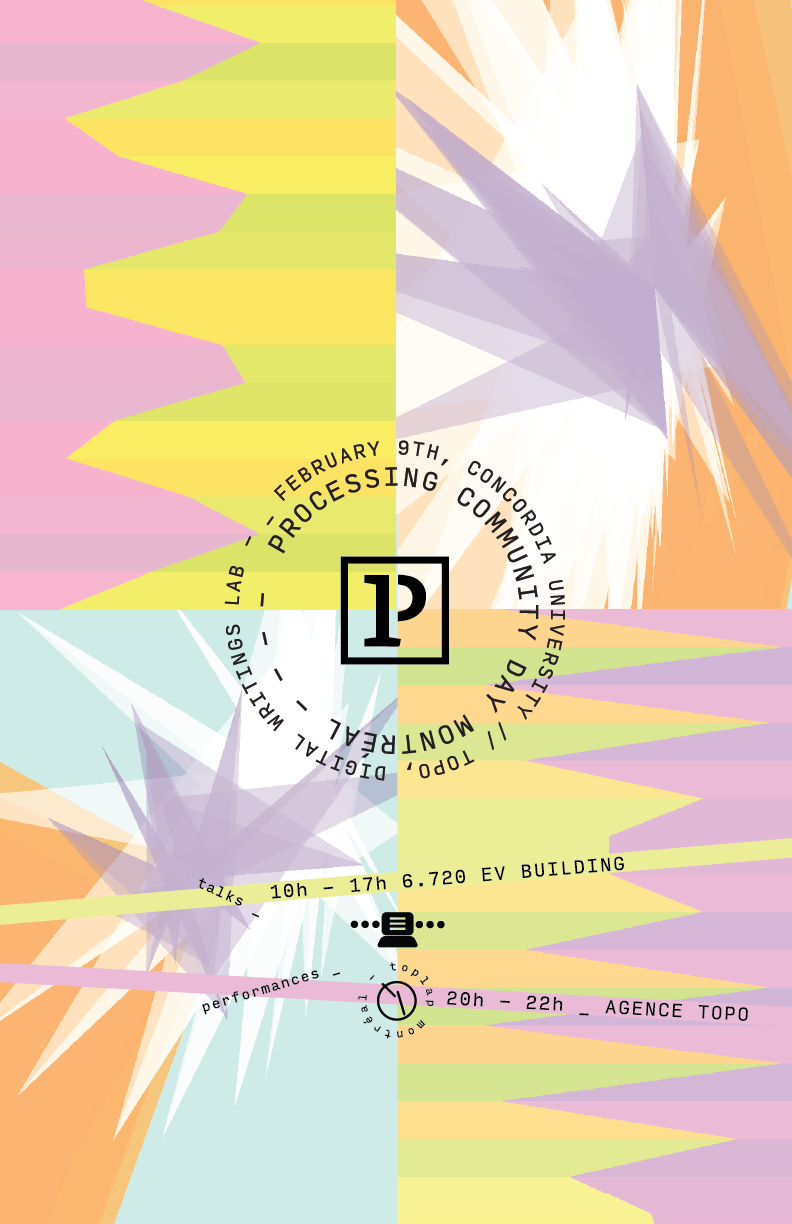 FEBRUARY 9TH, CONCORDIA UNIVERSITY // TOPO, DIGITAL WRITINGS LAB – –
PROCESSING COMMUNITY DAY MONTRÉAL – – – –
P
talks –
10h – 17h 6.720 EV BUILDING
performances –
– toplap montréal
20h – 22h _ AGENCE TOPO